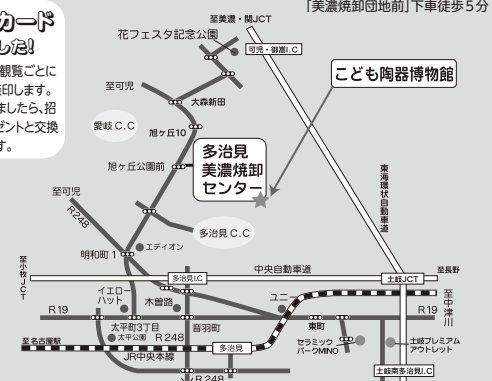 「美濃焼卸団地前」下車徒歩５分
カード
した!
観覧ごとに
印します。
ましたら、招
ゼントと交換
す。
至美濃・関JCT
花フェスタ記念公園
可児・御嵩I.C
こども陶器博物館
至可児
大森新田
愛岐C.C
旭ヶ丘10
旭ヶ丘公園前
多治見
美濃焼卸
センター
東海環状自動車道
至可児
R248
多治見C.C
明和町1
エディオン
至小牧JCT
多治見I.C
中央自動車道
土岐JCT
至長野
イエロー
ハット
木曽路
ユニー
至中津川
R19
太平町3丁目
太平公園
R248
音羽町
東町
R19
至名古屋駅
JR中央本線
多治見
セラミック
パークMINO
土岐プレミアム
アウトレット
土岐南多治見I.C
R248